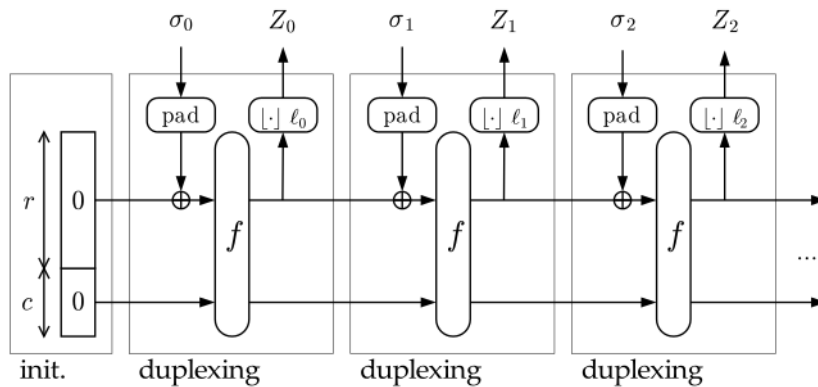 σ₀ Z₀ σ₁ Z₁ σ₂ Z₂
pad ⌊·⌋ ℓ₀ pad ⌊·⌋ ℓ₁ pad ⌊·⌋ ℓ₂
r 0
f f f
...
c 0
init. duplexing duplexing duplexing